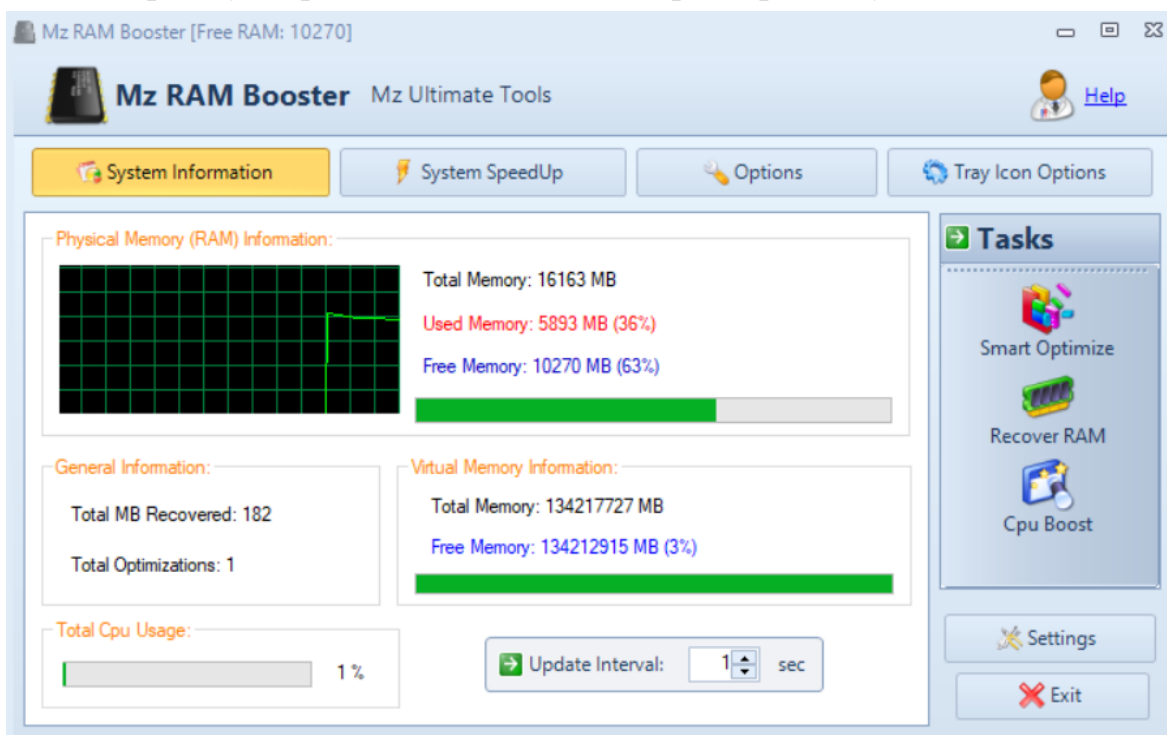 Mz RAM Booster [Free RAM: 10270]
Mz RAM Booster Mz Ultimate Tools
Help
System Information
System SpeedUp
Options
Tray Icon Options
Physical Memory (RAM) Information:
Total Memory: 16163 MB
Used Memory: 5893 MB (36%)
Free Memory: 10270 MB (63%)
General Information:
Total MB Recovered: 182
Total Optimizations: 1
Virtual Memory Information:
Total Memory: 134217727 MB
Free Memory: 134212915 MB (3%)
Total Cpu Usage:
1 %
Update Interval: 1 sec
Tasks
Smart Optimize
Recover RAM
Cpu Boost
Settings
Exit